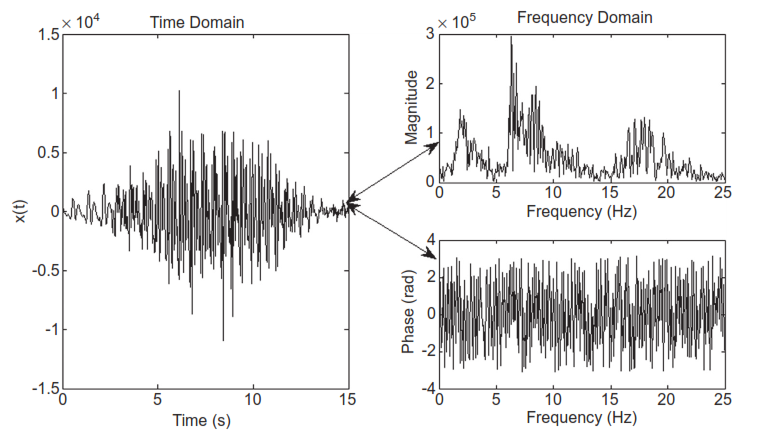 Time Domain
× 10⁴
1.5
1
0.5
0
-0.5
-1
-1.5
x(t)
0 5 10 15
Time (s)
Frequency Domain
× 10⁵
3
2
1
0
Magnitude
0 5 10 15 20 25
Frequency (Hz)
4
2
0
-2
-4
Phase (rad)
0 5 10 15 20 25
Frequency (Hz)